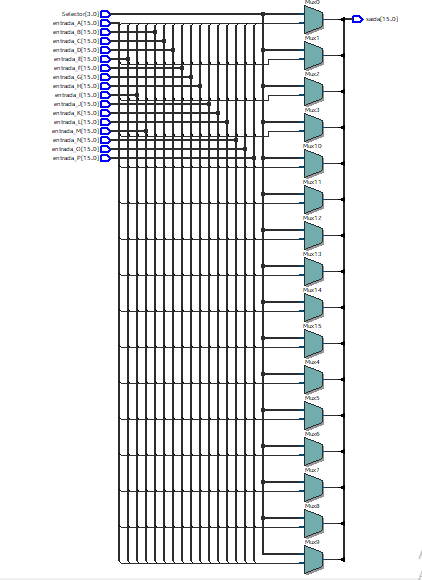 Mux0
Selector[3..0]
saida[15..0]
entrada_A[15..0]
entrada_B[15..0]
entrada_C[15..0]
Mux1
entrada_D[15..0]
entrada_E[15..0]
entrada_F[15..0]
entrada_G[15..0]
Mux2
entrada_H[15..0]
entrada_I[15..0]
entrada_J[15..0]
entrada_K[15..0]
Mux3
entrada_L[15..0]
entrada_M[15..0]
entrada_N[15..0]
entrada_O[15..0]
Mux10
entrada_P[15..0]
Mux11
Mux12
Mux13
Mux14
Mux15
Mux4
Mux5
Mux6
Mux7
Mux8
Mux9